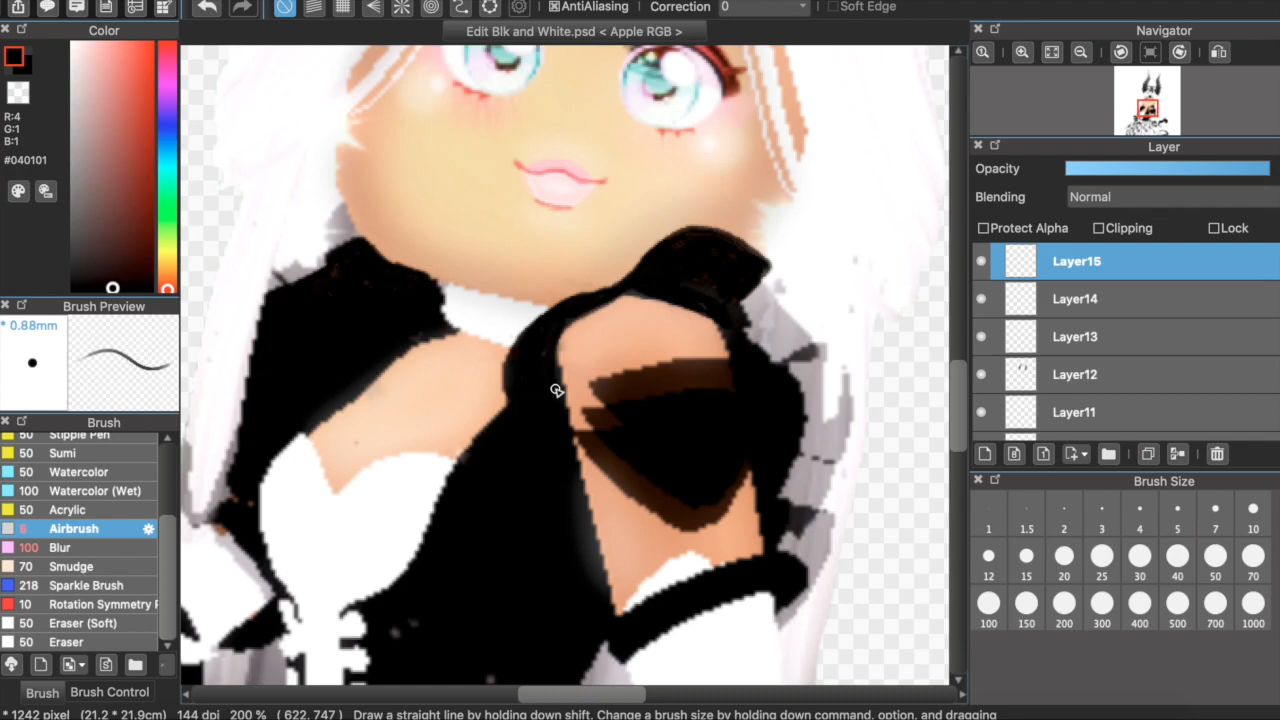 AntiAliasing Correction 0 Soft Edge
Edit Blk and White.psd < Apple RGB >
Color
R:4
G:1
B:1
#040101
Brush Preview
* 0.88mm
Brush
50 Stipple Pen
50 Sumi
50 Watercolor
100 Watercolor (Wet)
50 Acrylic
Airbrush
100 Blur
70 Smudge
218 Sparkle Brush
10 Rotation Symmetry
50 Eraser (Soft)
50 Eraser
Brush Brush Control
Navigator
Layer
Opacity
Blending Normal
Protect Alpha Clipping Lock
Layer15
Layer14
Layer13
Layer12
Layer11
Brush Size
1 1.5 2 3 4 5 7 10
12 15 20 25 30 40 50 70
100 150 200 300 400 500 700 1000
* 1242 pixel (21.2 * 21.9cm) 144 dpi 200 % ( 622, 747 ) Draw a straight line by holding down shift. Change a brush size by holding down command, option, and dragging